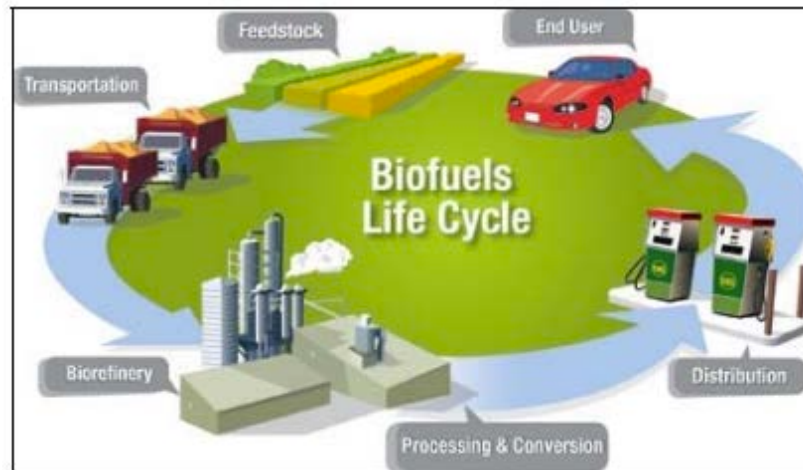 Feedstock
End User
Transportation
Biofuels
Life Cycle
Biorefinery
Distribution
Processing & Conversion